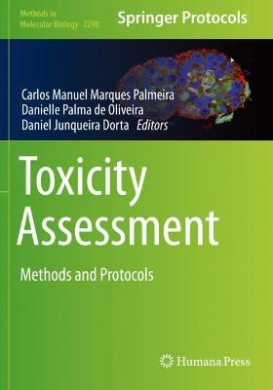 Methods in
Molecular Biology 2240
Springer Protocols
Carlos Manuel Marques Palmeira
Danielle Palma de Oliveira
Daniel Junqueira Dorta Editors
Toxicity
Assessment
Methods and Protocols
Humana Press